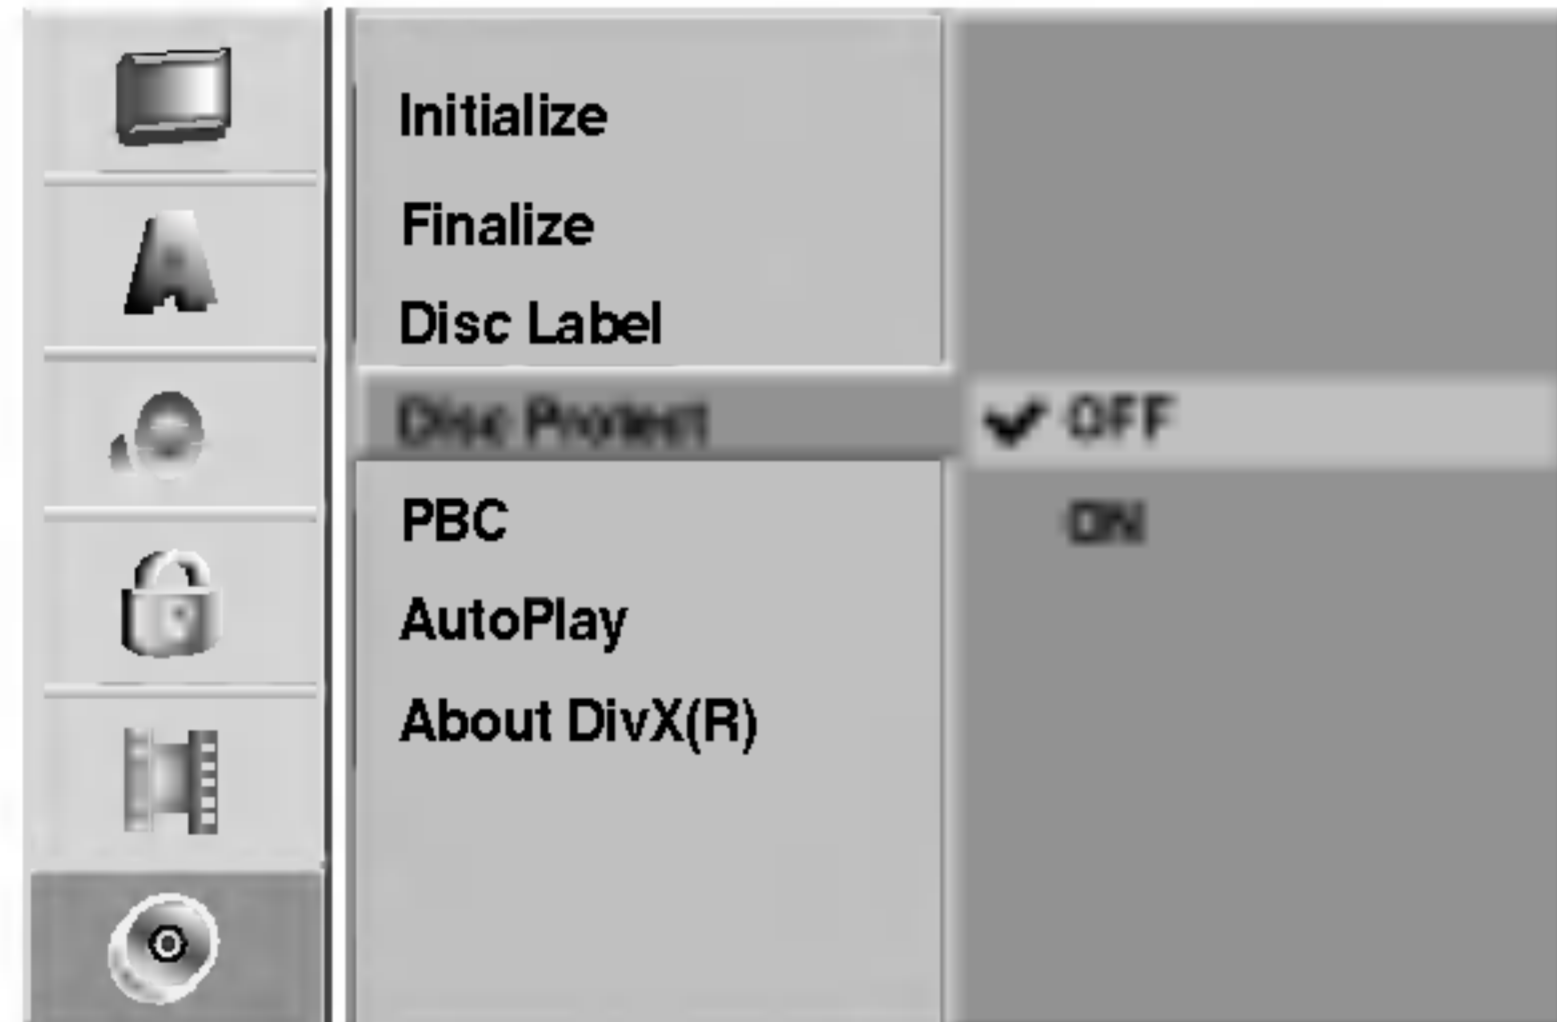 Initialize
Finalize
Disc Label
Disc Protect
OFF
ON
PBC
AutoPlay
About DivX(R)